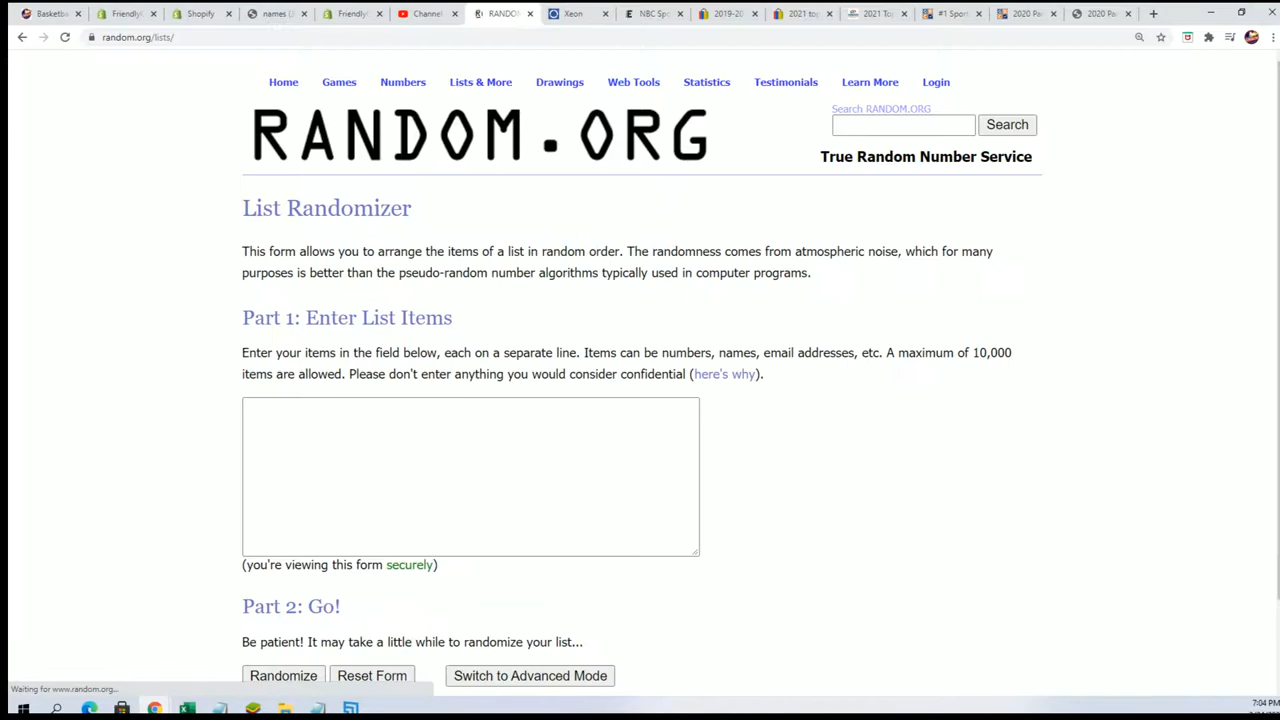 Basketba
Friendly
Shopify
names (
Friendly
Channel
RANDO
Xeon
NBC Spo
2019-20
2021 top
2021 Top
#1 Sport
2020 Pa
2020 Pa
random.org/lists/
Home Games Numbers Lists & More Drawings Web Tools Statistics Testimonials Learn More Login
RANDOM.ORG
Search RANDOM.ORG
Search
True Random Number Service
List Randomizer
This form allows you to arrange the items of a list in random order. The randomness comes from atmospheric noise, which for many
purposes is better than the pseudo-random number algorithms typically used in computer programs.
Part 1: Enter List Items
Enter your items in the field below, each on a separate line. Items can be numbers, names, email addresses, etc. A maximum of 10,000
items are allowed. Please don't enter anything you would consider confidential (here's why).
(you're viewing this form securely)
Part 2: Go!
Be patient! It may take a little while to randomize your list...
Randomize Reset Form Switch to Advanced Mode
Waiting for www.random.org...
7:04 PM